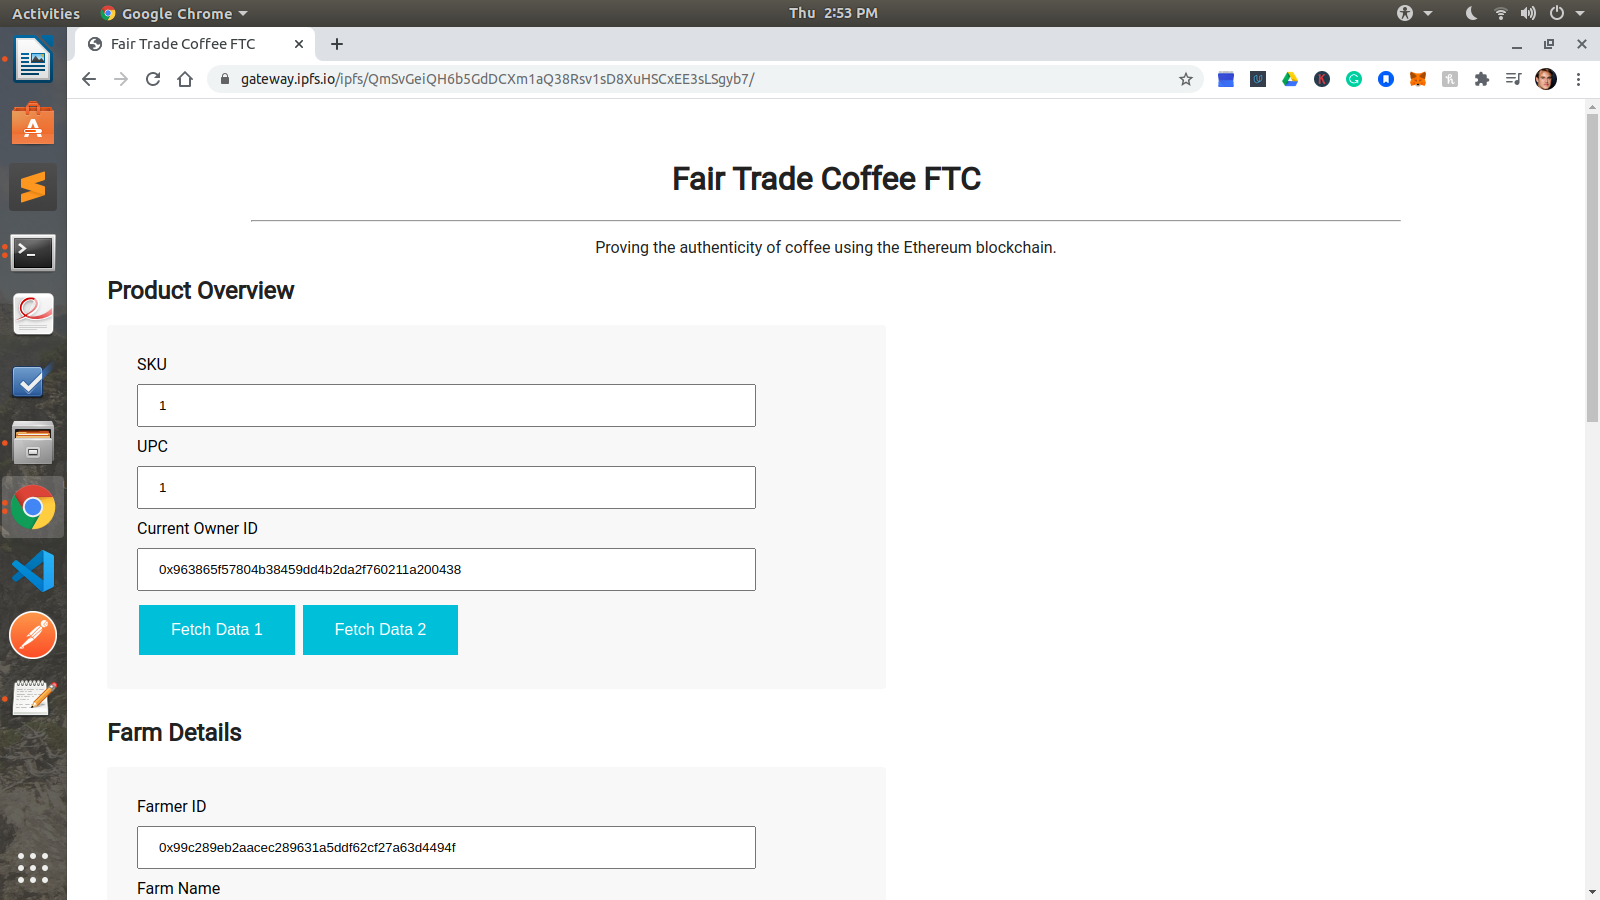 Activities
Google Chrome
Thu 2:53 PM
Fair Trade Coffee FTC
gateway.ipfs.io/ipfs/QmSvGeiQH6b5GdDCXm1aQ38Rsv1sD8XuHSCxEE3sLSgyb7/
Fair Trade Coffee FTC
Proving the authenticity of coffee using the Ethereum blockchain.
Product Overview
SKU
1
UPC
1
Current Owner ID
0x963865f57804b38459dd4b2da2f760211a200438
Fetch Data 1
Fetch Data 2
Farm Details
Farmer ID
0x99c289eb2aacec289631a5ddf62cf27a63d4494f
Farm Name